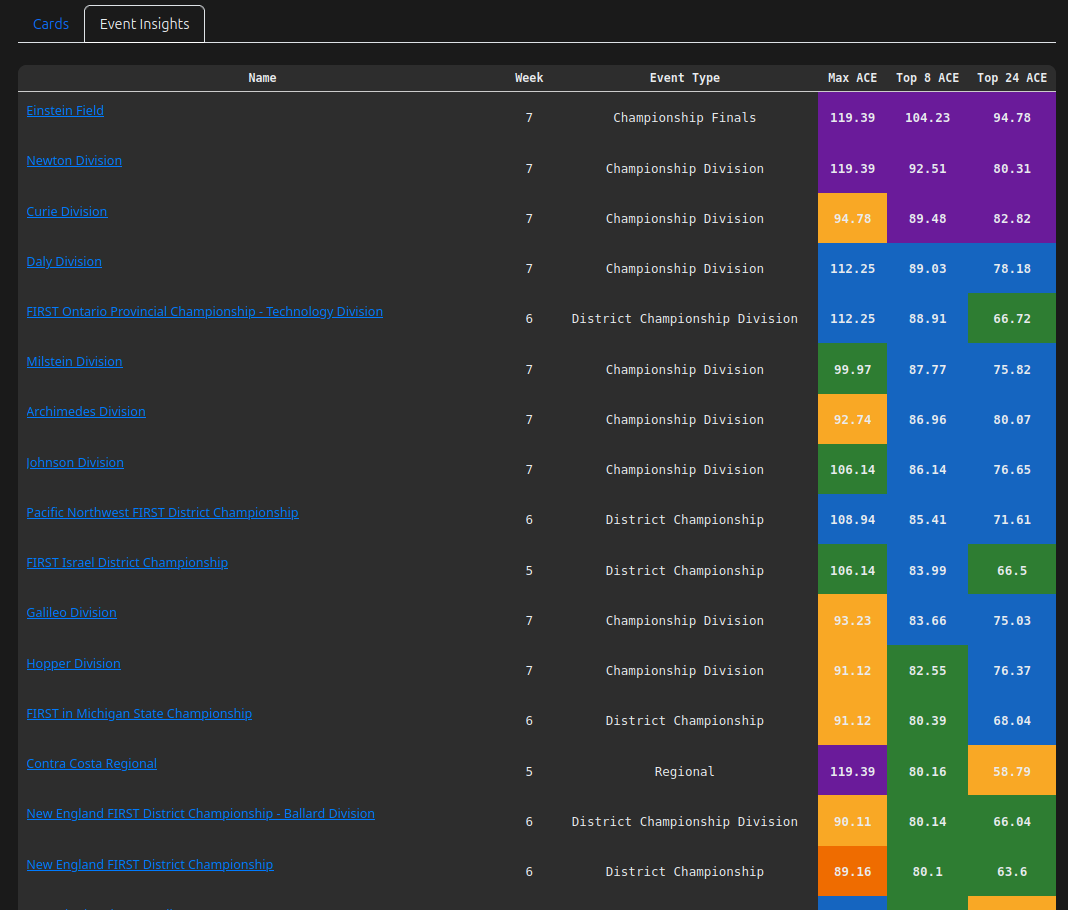 Cards Event Insights
Name Week Event Type Max ACE Top 8 ACE Top 24 ACE
Einstein Field 7 Championship Finals 119.39 104.23 94.78
Newton Division 7 Championship Division 119.39 92.51 80.31
Curie Division 7 Championship Division 94.78 89.48 82.82
Daly Division 7 Championship Division 112.25 89.03 78.18
FIRST Ontario Provincial Championship - Technology Division 6 District Championship Division 112.25 88.91 66.72
Milstein Division 7 Championship Division 99.97 87.77 75.82
Archimedes Division 7 Championship Division 92.74 86.96 80.07
Johnson Division 7 Championship Division 106.14 86.14 76.65
Pacific Northwest FIRST District Championship 6 District Championship 108.94 85.41 71.61
FIRST Israel District Championship 5 District Championship 106.14 83.99 66.5
Galileo Division 7 Championship Division 93.23 83.66 75.03
Hopper Division 7 Championship Division 91.12 82.55 76.37
FIRST in Michigan State Championship 6 District Championship 91.12 80.39 68.04
Contra Costa Regional 5 Regional 119.39 80.16 58.79
New England FIRST District Championship - Ballard Division 6 District Championship Division 90.11 80.14 66.04
New England FIRST District Championship 6 District Championship 89.16 80.1 63.6